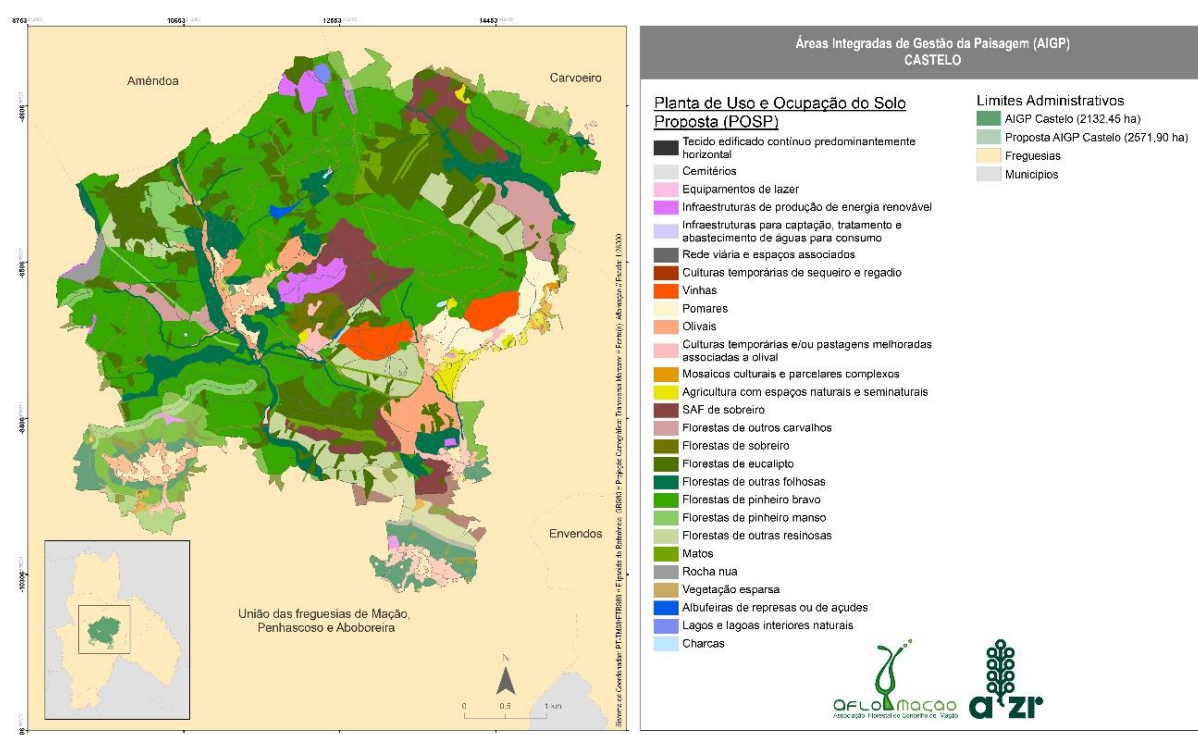 8763
10663
12553
14453
Amêndoa
Carvoeiro
Envendos
União das freguesias de Mação,
Penhascoso e Aboboreira
N
0 0,5 1 km
Áreas Integradas de Gestão da Paisagem (AIGP)
CASTELO
Planta de Uso e Ocupação do Solo
Proposta (POSP)
Tecido edificado contínuo predominantemente
horizontal
Cemitérios
Equipamentos de lazer
Infraestruturas de produção de energia renovável
Infraestruturas para captação, tratamento e
abastecimento de águas para consumo
Rede viária e espaços associados
Culturas temporárias de sequeiro e regadio
Vinhas
Pomares
Olivais
Culturas temporárias e/ou pastagens melhoradas
associadas a olival
Mosaicos culturais e parcelares complexos
Agricultura com espaços naturais e seminaturais
SAF de sobreiro
Florestas de outros carvalhos
Florestas de sobreiro
Florestas de eucalipto
Florestas de outras folhosas
Florestas de pinheiro bravo
Florestas de pinheiro manso
Florestas de outras resinosas
Matos
Rocha nua
Vegetação esparsa
Albufeiras de represas ou de açudes
Lagos e lagoas interiores naturais
Charcas
Limites Administrativos
AIGP Castelo (2132,45 ha)
Proposta AIGP Castelo (2571,90 ha)
Freguesias
Municípios
aflomação
Associação Florestal do Concelho de Mação